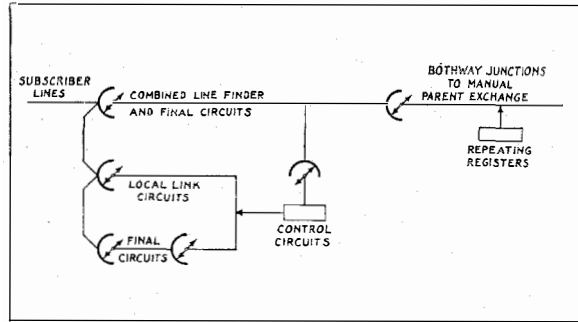 SUBSCRIBER
LINES
COMBINED LINE FINDER
AND FINAL CIRCUITS
BOTHWAY JUNCTIONS
TO MANUAL
PARENT EXCHANGE
REPEATING
REGISTERS
LOCAL LINK
CIRCUITS
CONTROL
CIRCUITS
FINAL
CIRCUITS